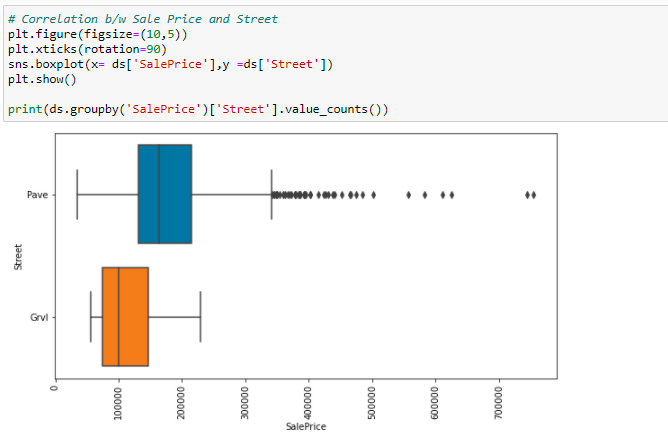 # Correlation b/w Sale Price and Street
plt.figure(figsize=(10,5))
plt.xticks(rotation=90)
sns.boxplot(x= ds['SalePrice'],y =ds['Street'])
plt.show()
print(ds.groupby('SalePrice')['Street'].value_counts())
Pave
Street
Grvl
0
100000
200000
300000
400000
500000
600000
700000
SalePrice